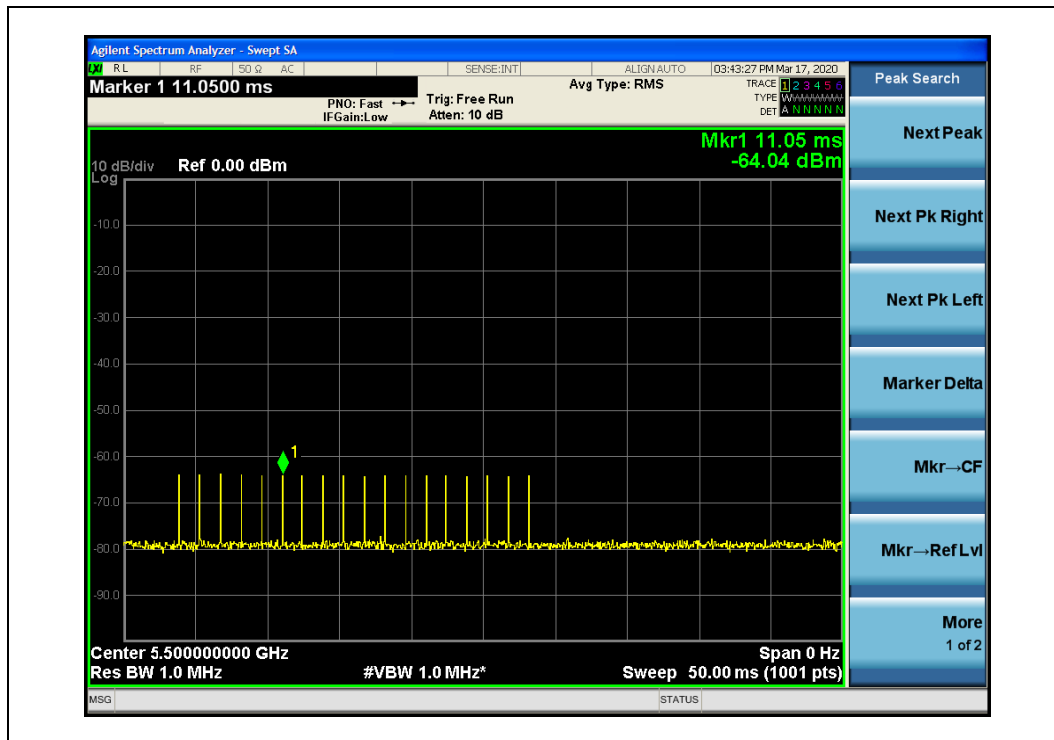 Agilent Spectrum Analyzer - Swept SA
LXI RL RF 50 Ω AC SENSE:INT ALIGN AUTO 03:43:27 PM Mar 17, 2020
Marker 1 11.0500 ms
PNO: Fast Trig: Free Run
IFGain:Low Atten: 10 dB
Avg Type: RMS
TRACE 1 2 3 4 5 6
TYPE WWWWWW
DET A N N N N N
Mkr1 11.05 ms
-64.04 dBm
10 dB/div Ref 0.00 dBm
Log
-10.0
-20.0
-30.0
-40.0
-50.0
-60.0
-70.0
-80.0
-90.0
1
Center 5.500000000 GHz Span 0 Hz
Res BW 1.0 MHz #VBW 1.0 MHz* Sweep 50.00 ms (1001 pts)
MSG STATUS
Peak Search
Next Peak
Next Pk Right
Next Pk Left
Marker Delta
Mkr→CF
Mkr→Ref Lvl
More
1 of 2